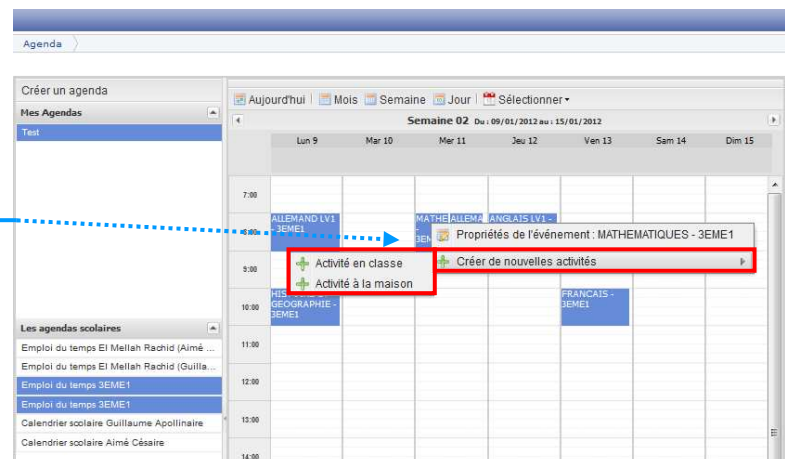 Agenda
Créer un agenda
Mes Agendas
Test
Les agendas scolaires
Emploi du temps El Mellah Rachid (Aimé ...
Emploi du temps El Mellah Rachid (Guilla...
Emploi du temps 3EME1
Emploi du temps 3EME1
Calendrier scolaire Guillaume Apollinaire
Calendrier scolaire Aimé Césaire
Aujourd'hui Mois Semaine Jour Sélectionner
Semaine 02 Du : 09/01/2012 au : 15/01/2012
Lun 9 Mar 10 Mer 11 Jeu 12 Ven 13 Sam 14 Dim 15
7:00
ALLEMAND LV1
- 3EME1
MATHE
ALLEMA
ANGLAIS LV1 -
Propriétés de l'événement : MATHEMATIQUES - 3EME1
Créer de nouvelles activités
Activité en classe
Activité à la maison
9:00
10:00
GEOGRAPHIE -
3EME1
FRANCAIS -
3EME1
11:00
12:00
13:00
14:00